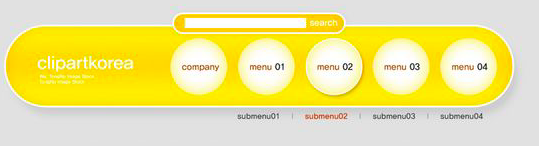 search
clipartkorea
company
menu 01
menu 02
menu 03
menu 04
submenu01 | submenu02 | submenu03 | submenu04